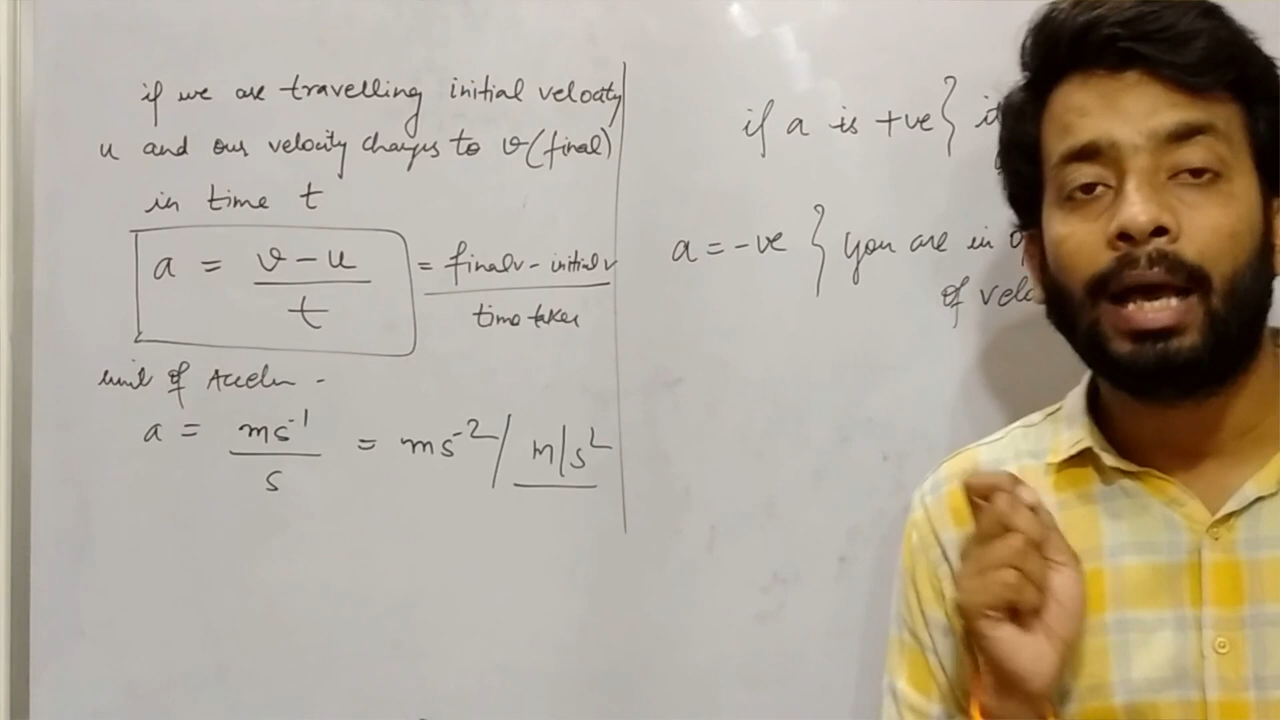 if we are travelling initial velocity
u and our velocity changes to v (final)
in time t
a = v - u / t = final v - initial v / time taken
unit of Acceln -
a = ms⁻¹ / s = ms⁻² / m/s²
if a is +ve } it
a = -ve } you are in
of velo